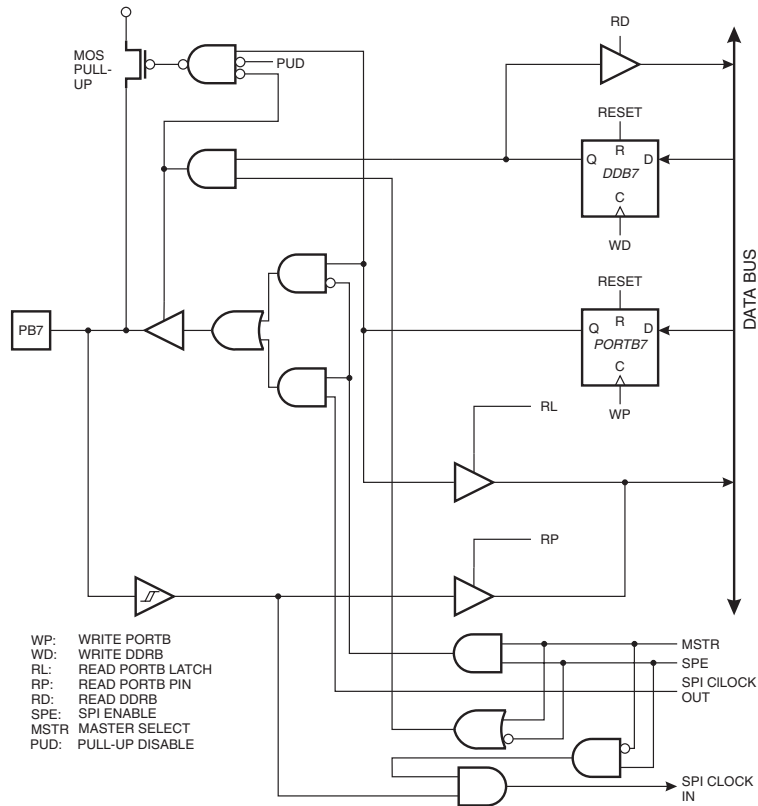 RD
MOS
PULL-
UP
PUD
RESET
R
Q
D
DDB7
C
WD
DATA BUS
RESET
R
Q
D
PB7
PORTB7
C
WP
RL
RP
WP: WRITE PORTB
WD: WRITE DDRB
RL: READ PORTB LATCH
RP: READ PORTB PIN
RD: READ DDRB
SPE: SPI ENABLE
MSTR MASTER SELECT
PUD: PULL-UP DISABLE
MSTR
SPE
SPI CILOCK
OUT
SPI CLOCK
IN